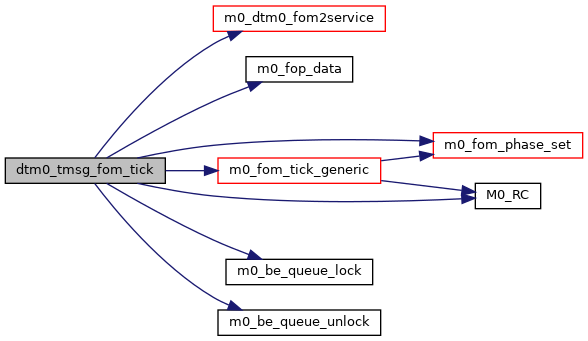 m0_dtm0_fom2service
m0_fop_data
m0_fom_phase_set
dtm0_tmsg_fom_tick
m0_fom_tick_generic
M0_RC
m0_be_queue_lock
m0_be_queue_unlock